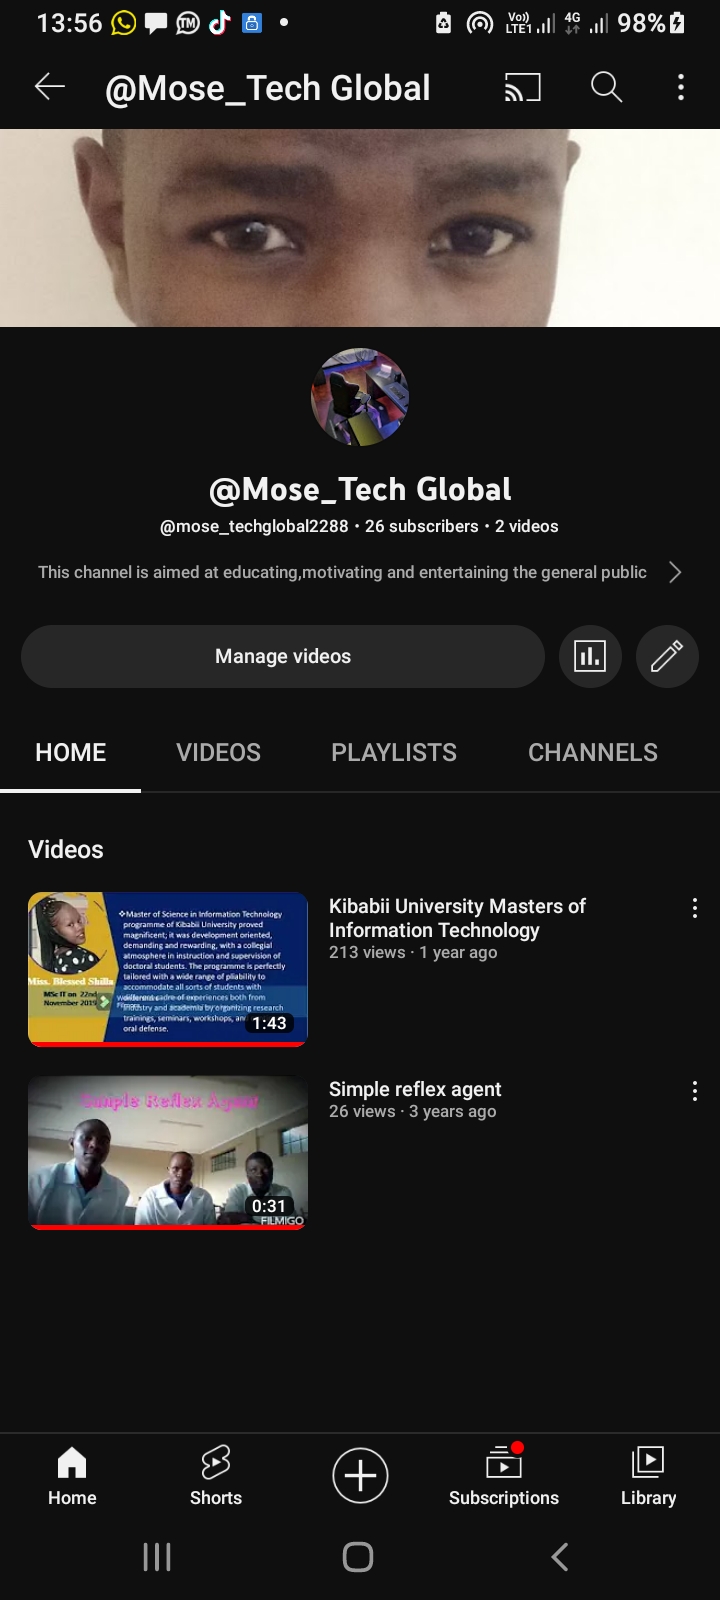 13:56
Vo)) LTE1 4G 98%
@Mose_Tech Global
@Mose_Tech Global
@mose_techglobal2288 · 26 subscribers · 2 videos
This channel is aimed at educating,motivating and entertaining the general public
Manage videos
HOME VIDEOS PLAYLISTS CHANNELS
Videos
❖Master of Science in Information Technology
programme of Kibabii University proved
magnificent; it was development oriented,
demanding and rewarding, with a collegial
atmosphere in instruction and supervision of
doctoral students. The programme is perfectly
tailored with a wide range of pliability to
accommodate all sorts of students with
different cadre of experiences both from
industry and academia by organizing research
trainings, seminars, workshops, and
oral defense.
Miss. Blessed Shilla
MSc IT on 22nd
November 2019
1:43
Kibabii University Masters of
Information Technology
213 views · 1 year ago
Simple Reflex Agent
0:31
FILMIGO
Simple reflex agent
26 views · 3 years ago
Home Shorts Subscriptions Library